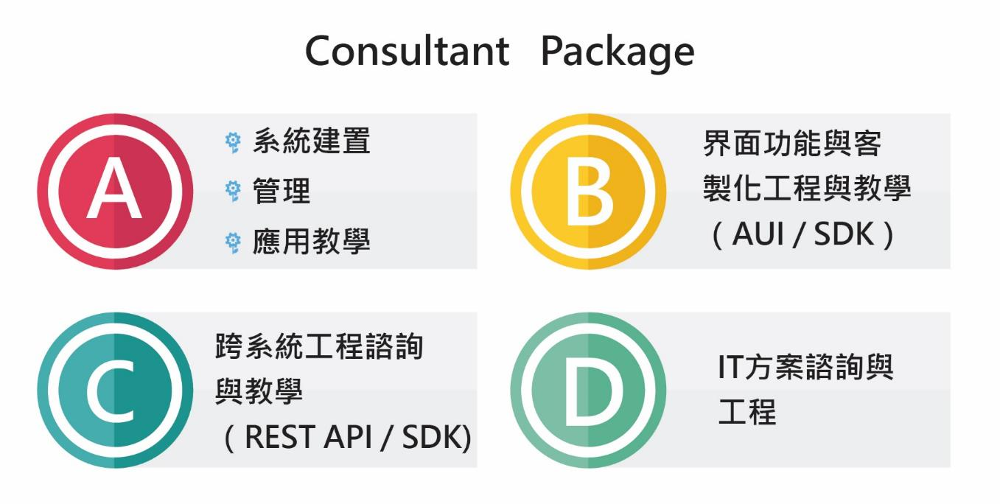 Consultant Package
A
系統建置
管理
應用教學
B
界面功能與客
製化工程與教學
( AUI / SDK )
C
跨系統工程諮詢
與教學
( REST API / SDK)
D
IT方案諮詢與
工程